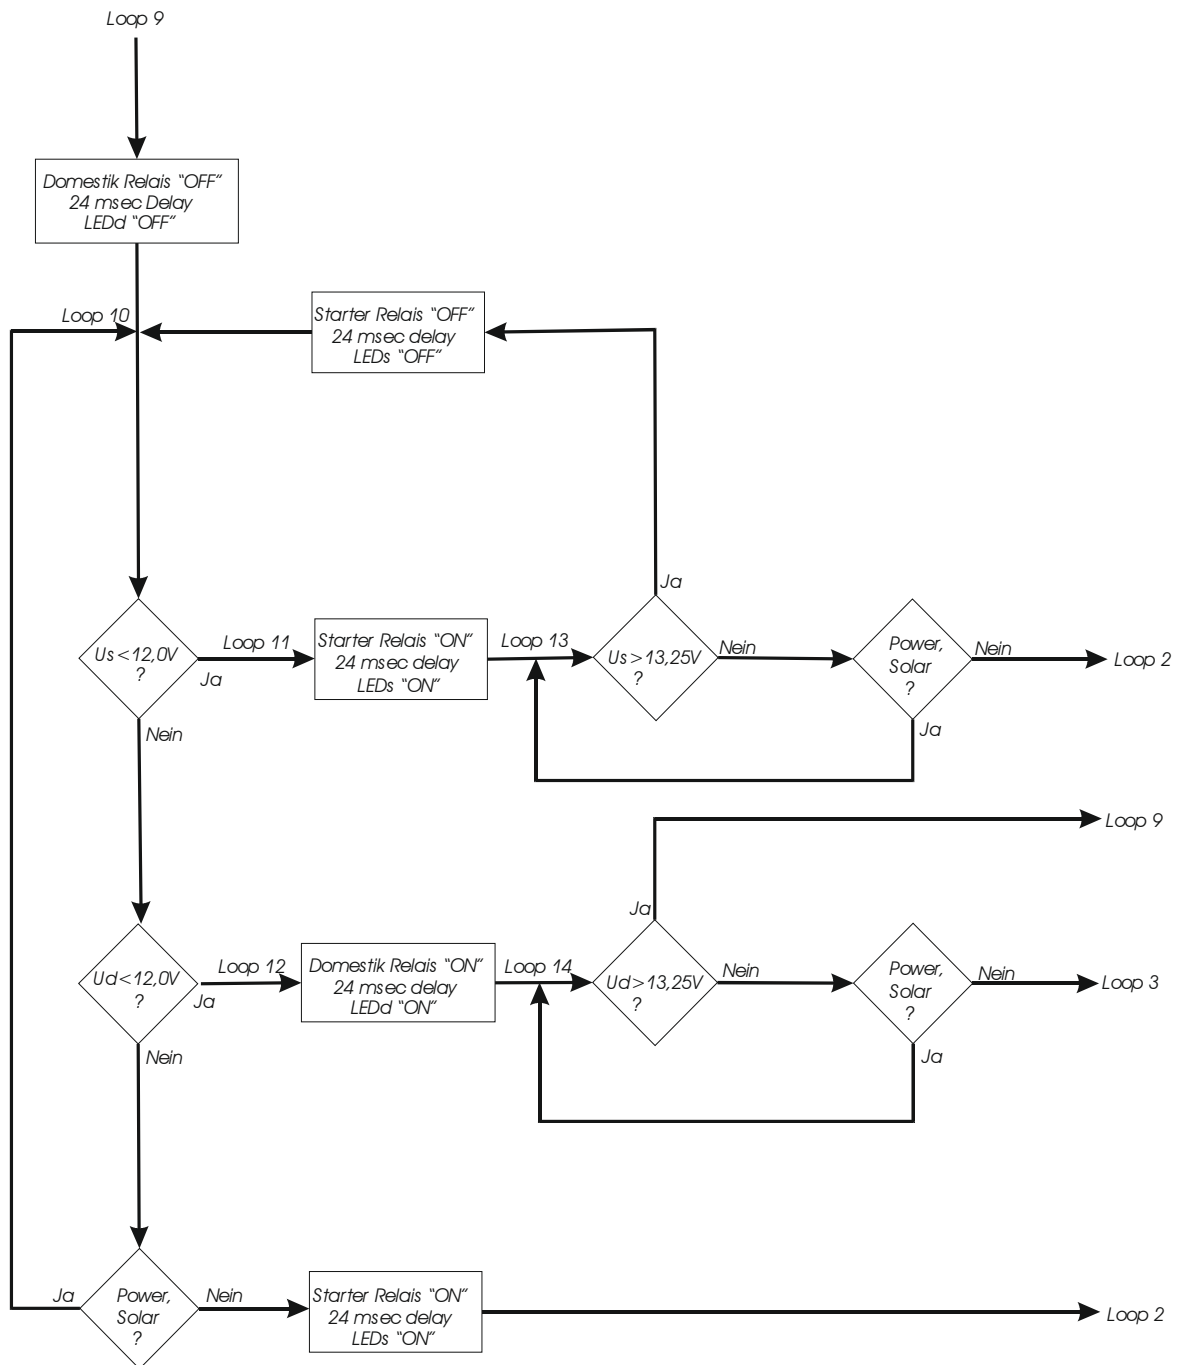 Loop 9
Domestik Relais "OFF"
24 msec Delay
LEDd "OFF"
Loop 10
Starter Relais "OFF"
24 msec delay
LEDs "OFF"
Us<12,0V
?
Ja
Nein
Loop 11
Starter Relais "ON"
24 msec delay
LEDs "ON"
Loop 13
Us>13,25V
?
Ja
Nein
Power,
Solar
?
Nein
Ja
Loop 2
Loop 9
Ud<12,0V
?
Ja
Nein
Loop 12
Domestik Relais "ON"
24 msec delay
LEDd "ON"
Loop 14
Ud>13,25V
?
Ja
Nein
Power,
Solar
?
Nein
Ja
Loop 3
Ja
Power,
Solar
?
Nein
Starter Relais "ON"
24 msec delay
LEDs "ON"
Loop 2